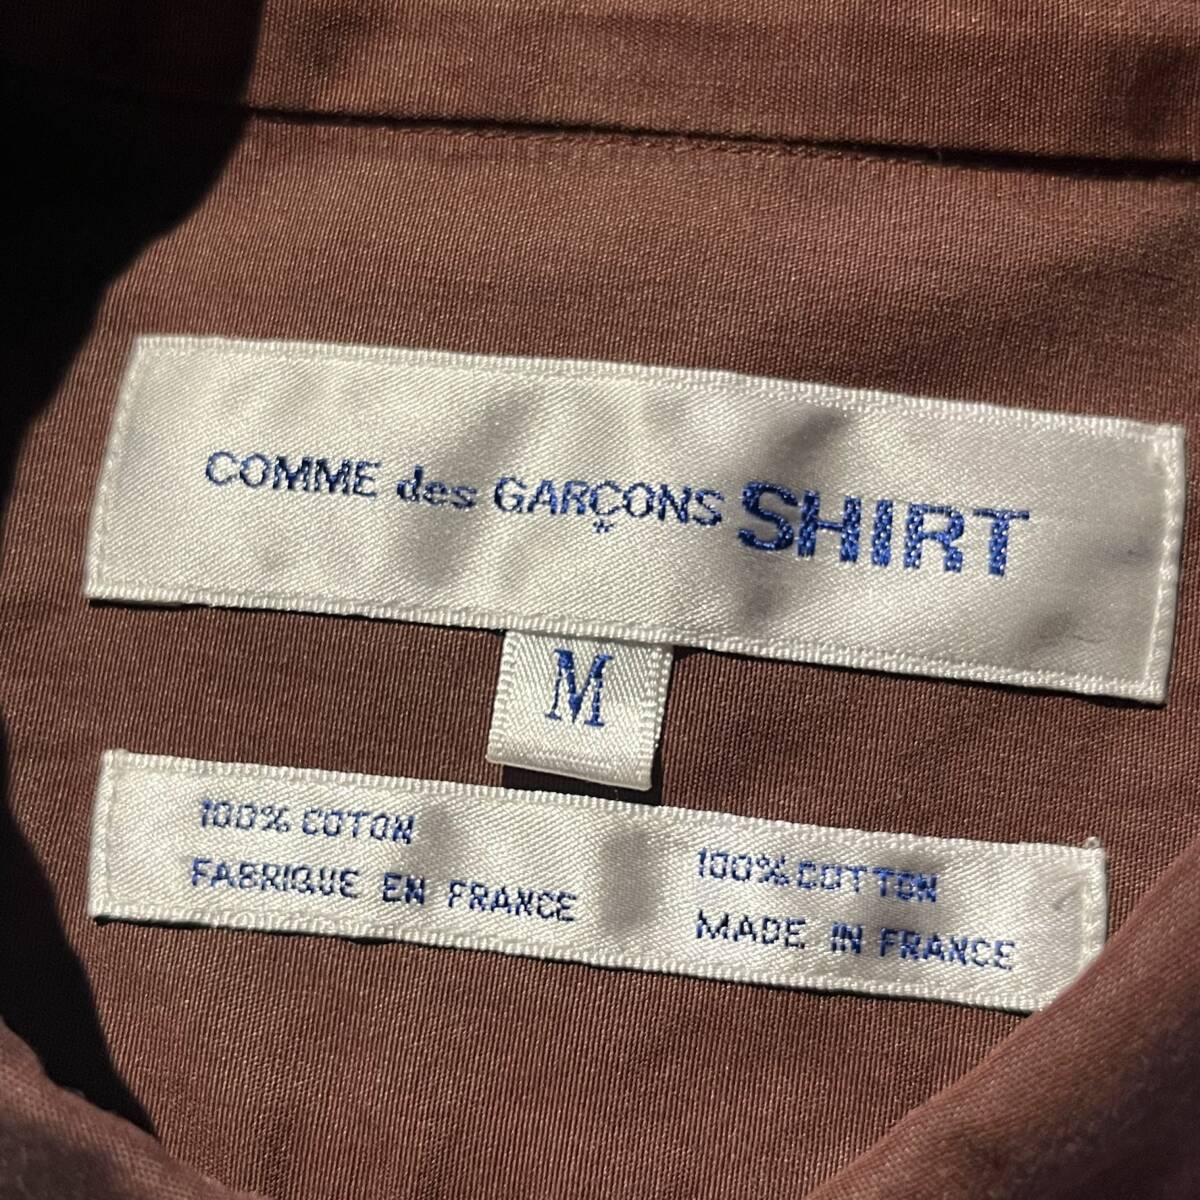 COMME des GARÇONS SHIRT
*
M
100% COTON
FABRIQUE EN FRANCE
100% COTTON
MADE IN FRANCE